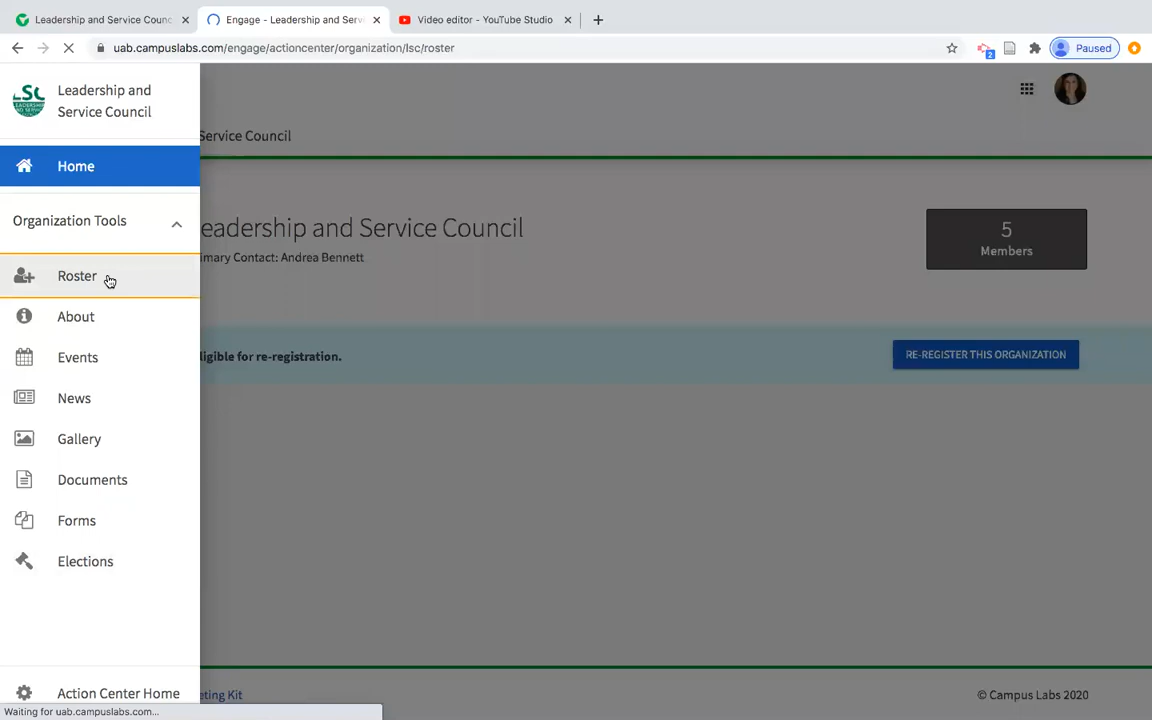 Leadership and Service Counc
Engage - Leadership and Serv
Video editor - YouTube Studio
uab.campuslabs.com/engage/actioncenter/organization/lsc/roster
2
Paused
LSC
Leadership and
Service Council
Service Council
Home
Organization Tools
eadership and Service Council
mary Contact: Andrea Bennett
5
Members
Roster
About
ligible for re-registration.
RE-REGISTER THIS ORGANIZATION
Events
News
Gallery
Documents
Forms
Elections
Action Center Home
eting Kit
© Campus Labs 2020
Waiting for uab.campuslabs.com...